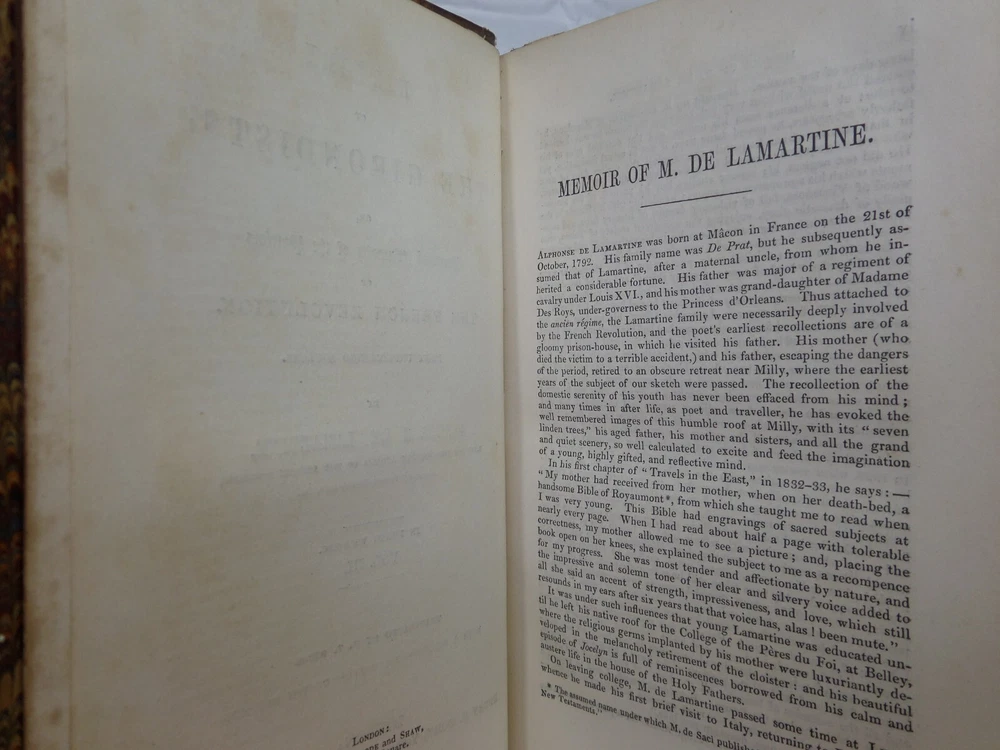 MEMOIR OF M. DE LAMARTINE.
ALPHONSE DE LAMARTINE was born at Mâcon in France on the 21st of
October, 1792. His family name was De Prat, but he subsequently as-
sumed that of Lamartine, after a maternal uncle, from whom he in-
herited a considerable fortune. His father was major of a regiment of
cavalry under Louis XVI., and his mother was grand-daughter of Madame
Des Roys, under-governess to the Princess d'Orleans. Thus attached to
the ancièn régime, the Lamartine family were necessarily deeply involved
by the French Revolution, and the poet's earliest recollections are of a
gloomy prison-house, in which he visited his father. His mother (who
died the victim to a terrible accident,) and his father, escaping the dangers
of the period, retired to an obscure retreat near Milly, where the earliest
years of the subject of our sketch were passed. The recollection of the
domestic serenity of his youth has never been effaced from his mind;
and many times in after life, as poet and traveller, he has evoked the
well remembered images of this humble roof at Milly, with its "seven
linden trees," his aged father, his mother and sisters, and all the grand
and quiet scenery, so well calculated to excite and feed the imagination
of a young, highly gifted, and reflective mind.
In his first chapter of "Travels in the East," in 1832-33, he says:—
"My mother had received from her mother, when on her death-bed, a
handsome Bible of Royaumont*, from which she taught me to read when
I was very young. This Bible had engravings of sacred subjects at
nearly every page. When I had read about half a page with tolerable
correctness, my mother allowed me to see a picture; and, placing the
book open on her knees, she explained the subject to me as a recompence
for my progress. She was most tender and affectionate by nature, and
the impressive and solemn tone of her clear and silvery voice added to
all she said an accent of strength, impressiveness, and love, which still
resounds in my ears after six years that that voice has, alas! been mute."
It was under such influences that young Lamartine was educated un-
til he left his native roof for the College of the Pères du Foi, at Belley,
where the religious germs implanted by his mother were luxuriantly de-
veloped in the melancholy retirement of the cloister: and his beautiful
episode of Jocelyn is full of reminiscences borrowed from his calm and
austere life in the house of the Holy Fathers.
On leaving college, M. de Lamartine passed some time at
whence he made his first brief visit to Italy, returning to
* The assumed name under which M. de Saci
New Testaments."
LONDON:
and SHAW,